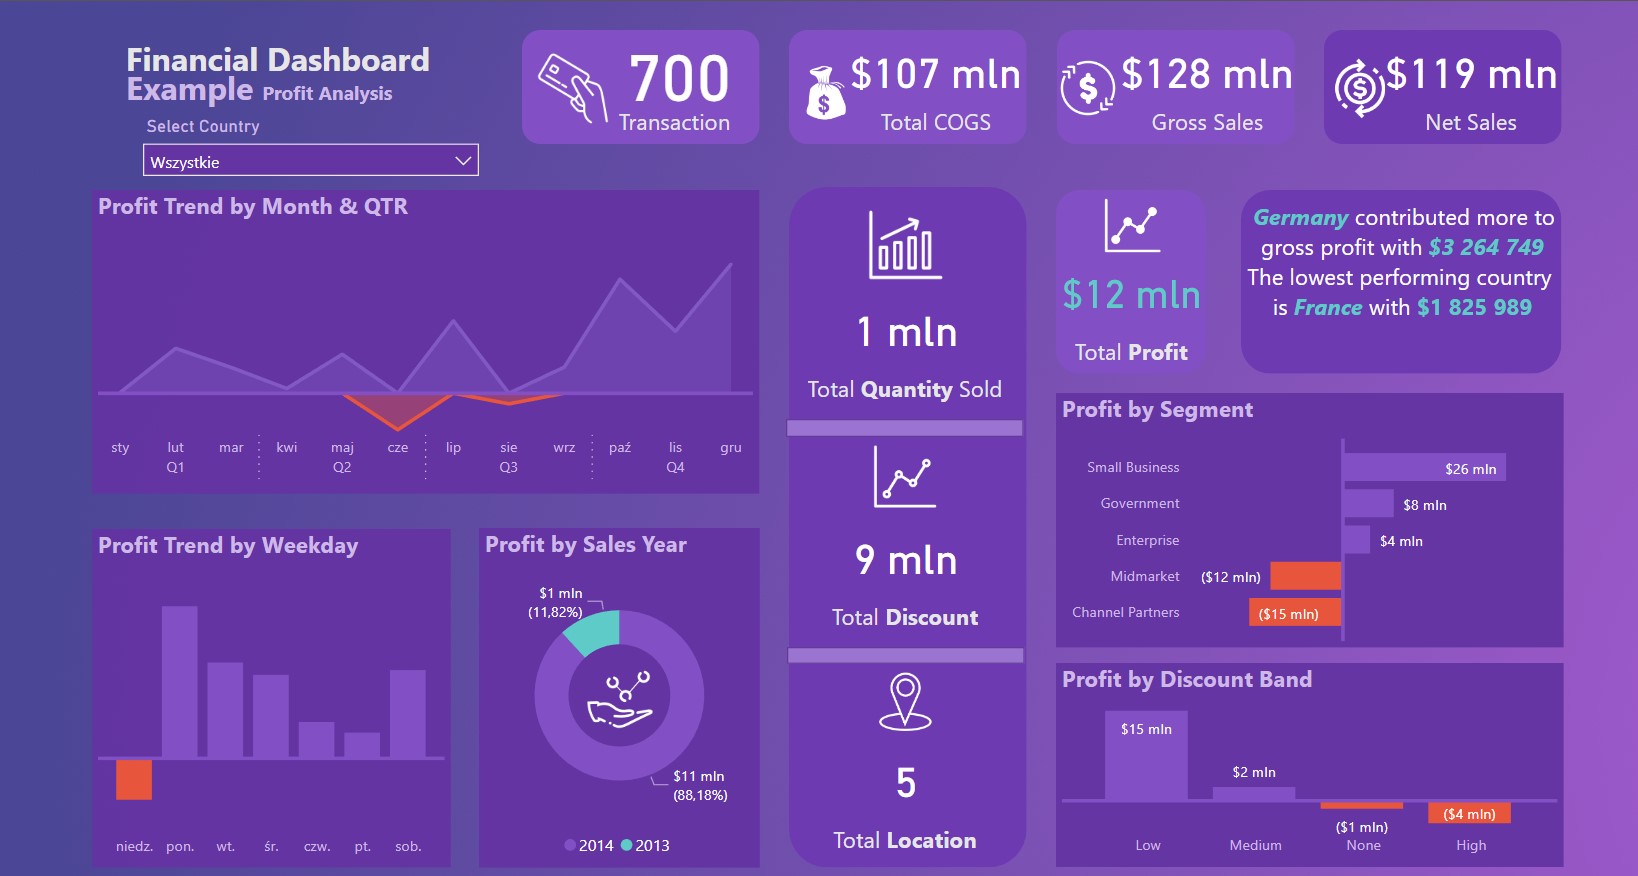 Financial Dashboard
Example Profit Analysis
Select Country
Wszystkie
700
Transaction
$107 mln
Total COGS
$128 mln
Gross Sales
$119 mln
Net Sales
Profit Trend by Month & QTR
sty lut mar kwi maj cze lip sie wrz paź lis gru
Q1 Q2 Q3 Q4
1 mln
Total Quantity Sold
9 mln
Total Discount
5
Total Location
$12 mln
Total Profit
Germany contributed more to
gross profit with $3 264 749
The lowest performing country
is France with $1 825 989
Profit by Segment
Small Business $26 mln
Government $8 mln
Enterprise $4 mln
Midmarket ($12 mln)
Channel Partners ($15 mln)
Profit Trend by Weekday
niedz. pon. wt. śr. czw. pt. sob.
Profit by Sales Year
$1 mln
(11,82%)
$11 mln
(88,18%)
2014 2013
Profit by Discount Band
$15 mln
$2 mln
($1 mln)
($4 mln)
Low Medium None High